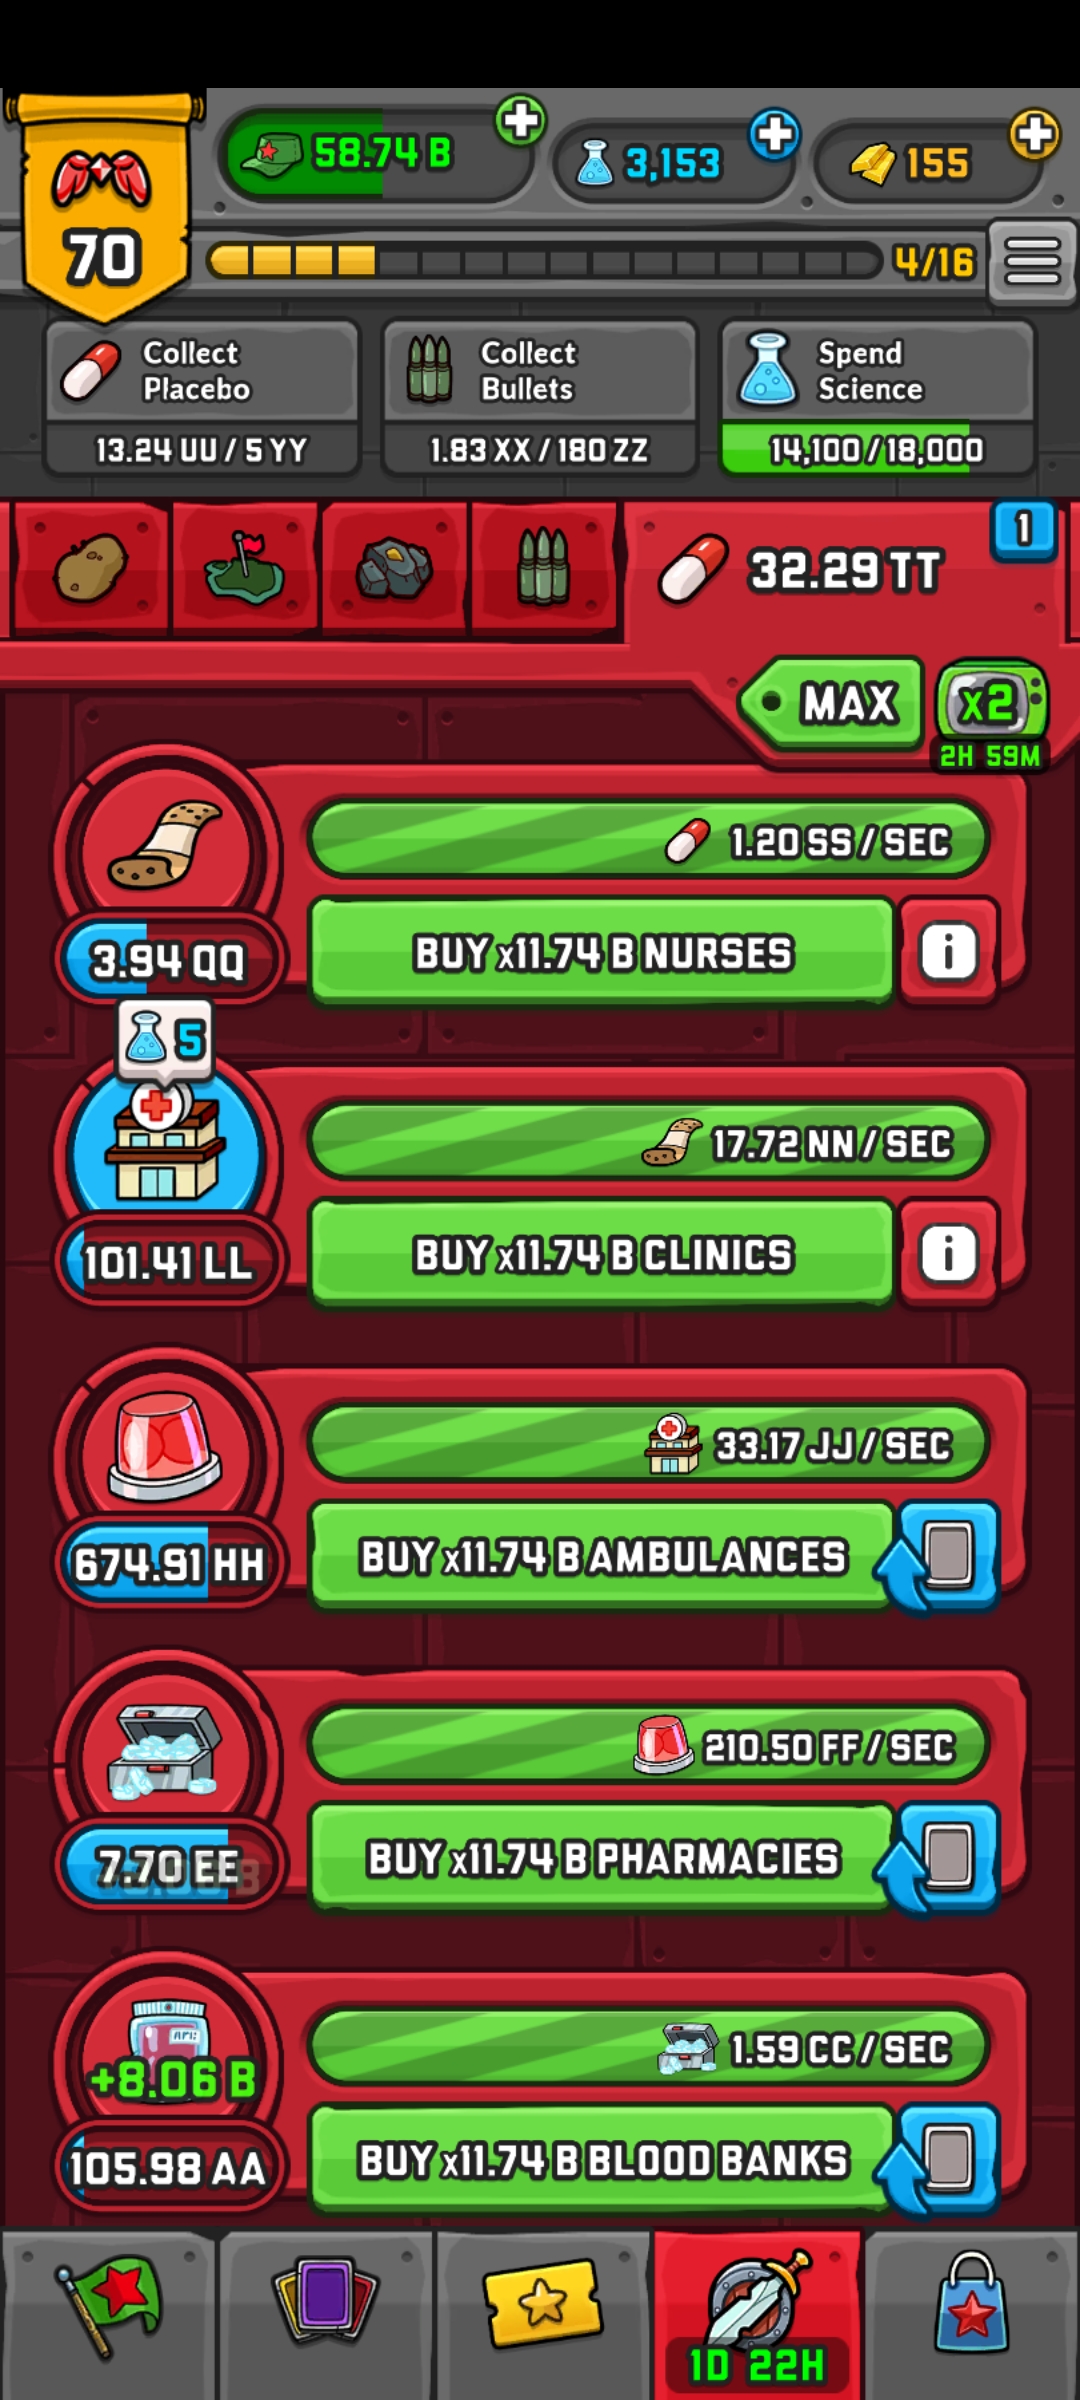 70
58.74 B
3,153
155
4/16
Collect
Placebo
13.24 UU / 5 YY
Collect
Bullets
1.83 XX / 180 ZZ
Spend
Science
14,100 / 18,000
32.29 TT
1
MAX
x2
2H 59M
1.20 SS / SEC
3.94 QQ
BUY x11.74 B NURSES
i
5
17.72 NN / SEC
101.41 LL
BUY x11.74 B CLINICS
i
33.17 JJ / SEC
674.91 HH
BUY x11.74 B AMBULANCES
210.50 FF / SEC
7.70 EE
BUY x11.74 B PHARMACIES
+8.06 B
1.59 CC / SEC
105.98 AA
BUY x11.74 B BLOOD BANKS
1D 22H